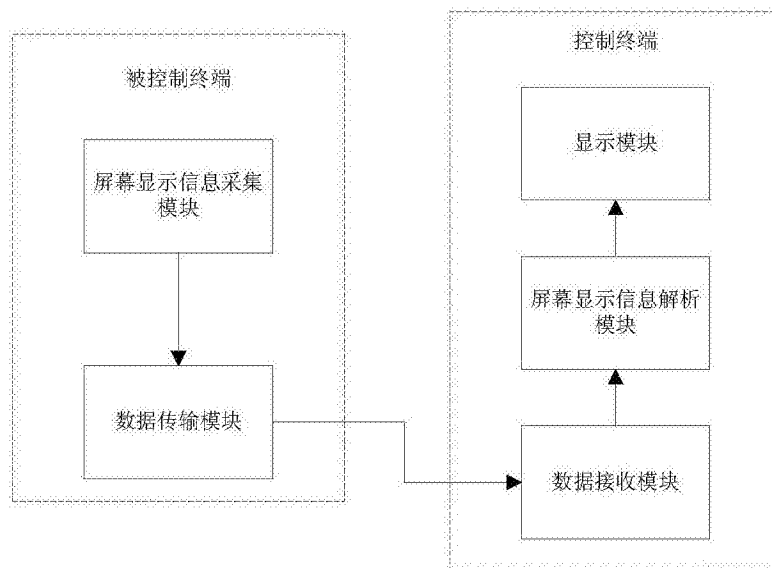 被控制终端
屏幕显示信息采集
模块
数据传输模块
控制终端
显示模块
屏幕显示信息解析
模块
数据接收模块